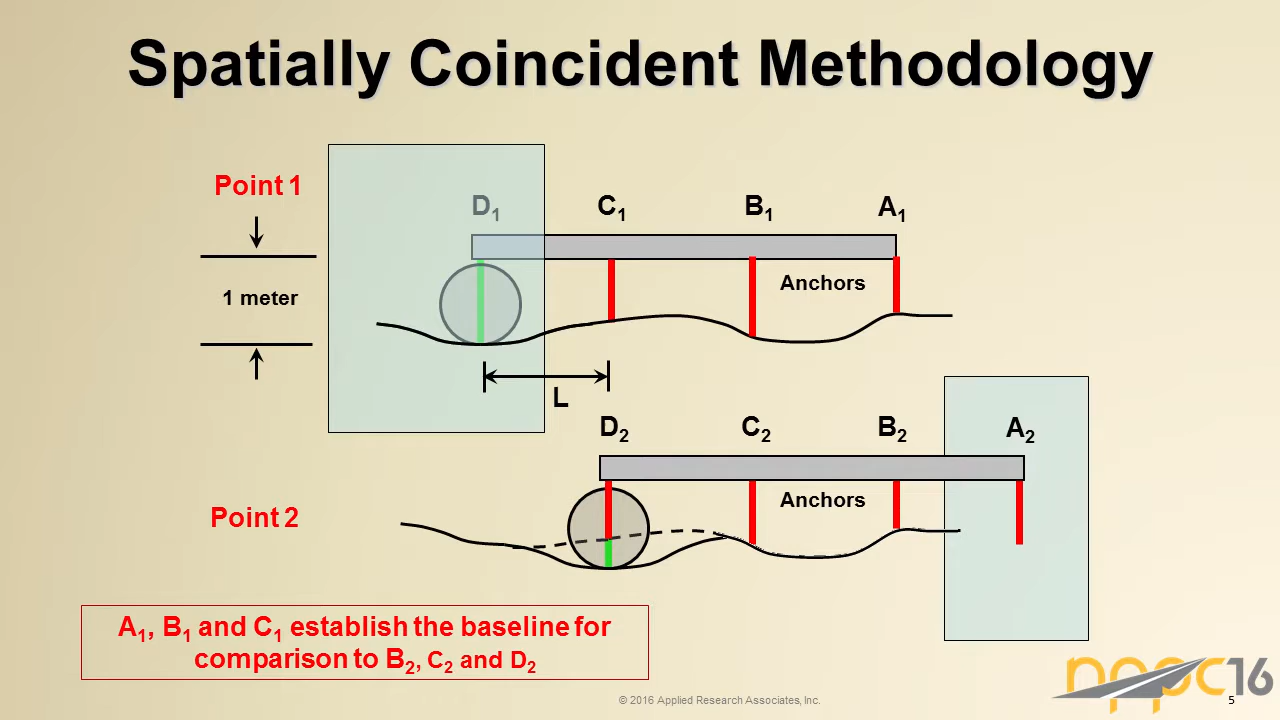 Spatially Coincident Methodology
Point 1
D₁
C₁
B₁
A₁
1 meter
Anchors
L
D₂
C₂
B₂
A₂
Anchors
Point 2
A₁, B₁ and C₁ establish the baseline for
comparison to B₂, C₂ and D₂
nppc16
© 2016 Applied Research Associates, Inc.
5